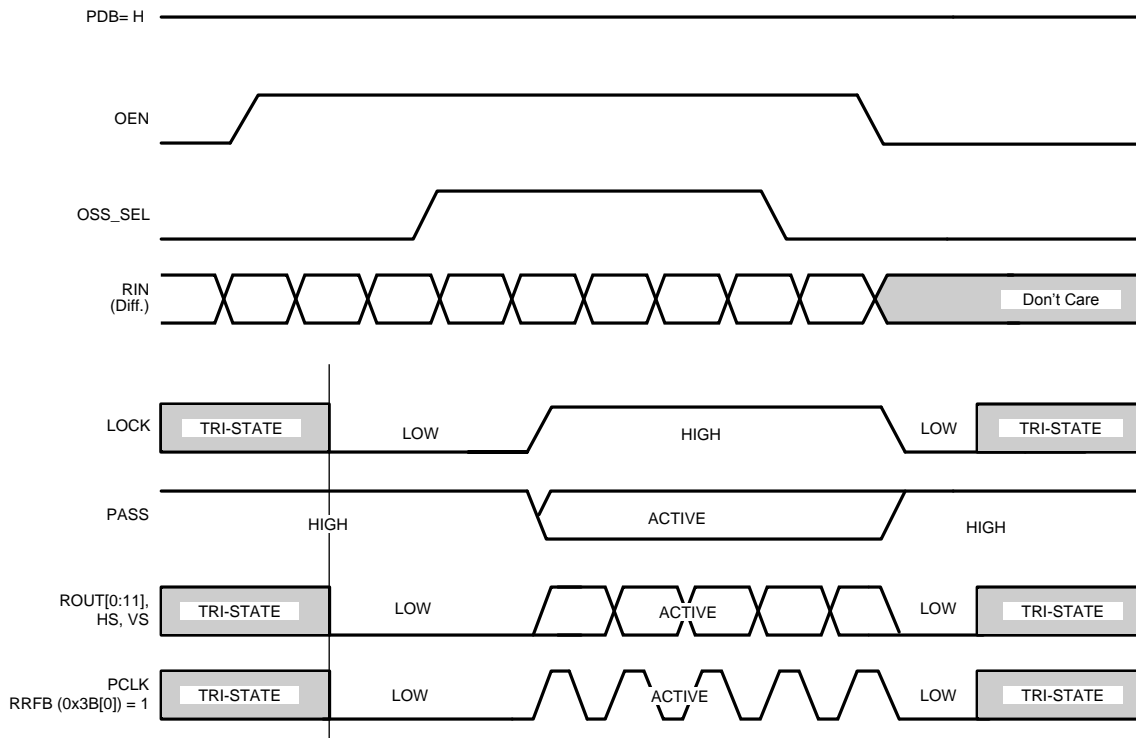 PDB= H
OEN
OSS_SEL
RIN
(Diff.)
Don't Care
LOCK
TRI-STATE
LOW
HIGH
LOW
TRI-STATE
PASS
HIGH
ACTIVE
HIGH
ROUT[0:11],
HS, VS
TRI-STATE
LOW
ACTIVE
LOW
TRI-STATE
PCLK
RRFB (0x3B[0]) = 1
TRI-STATE
LOW
ACTIVE
LOW
TRI-STATE